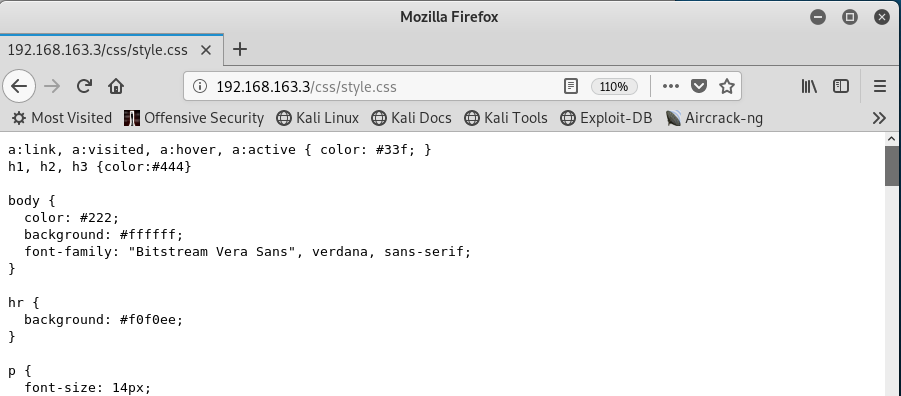 Mozilla Firefox
192.168.163.3/css/style.css
192.168.163.3/css/style.css 110%
Most Visited Offensive Security Kali Linux Kali Docs Kali Tools Exploit-DB Aircrack-ng
a:link, a:visited, a:hover, a:active { color: #33f; }
h1, h2, h3 {color:#444}
body {
color: #222;
background: #ffffff;
font-family: "Bitstream Vera Sans", verdana, sans-serif;
}
hr {
background: #f0f0ee;
}
p {
font-size: 14px;